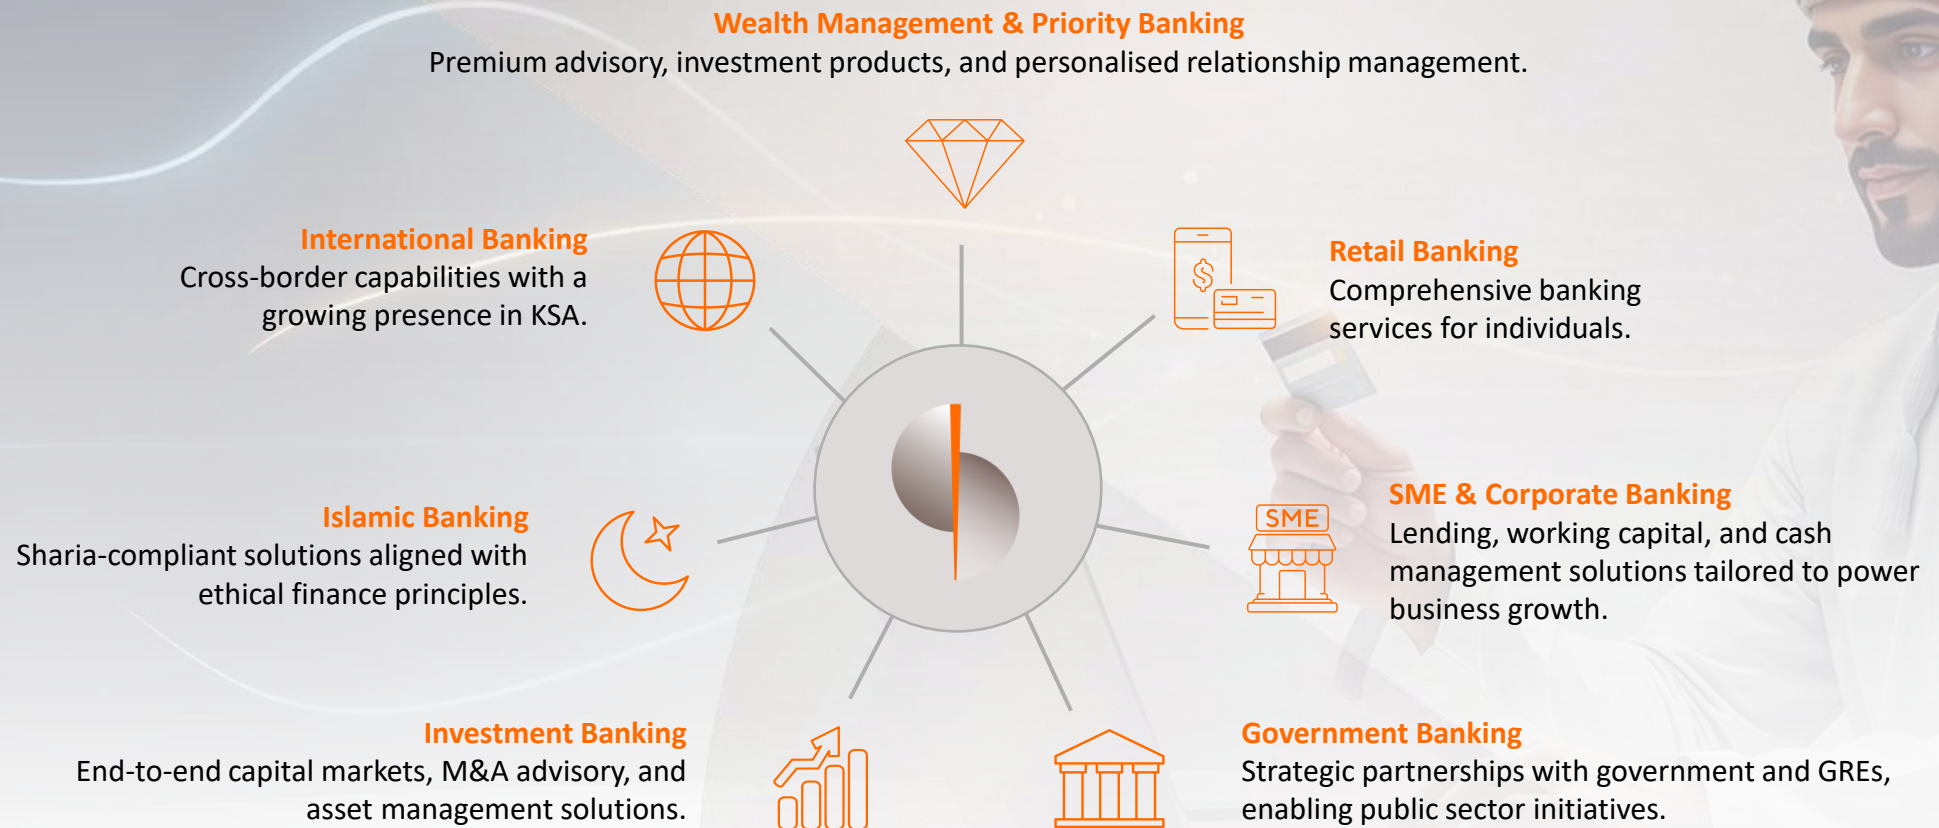 Wealth Management & Priority Banking
Premium advisory, investment products, and personalised relationship management.
International Banking
Cross-border capabilities with a
growing presence in KSA.
Retail Banking
Comprehensive banking
services for individuals.
Islamic Banking
Sharia-compliant solutions aligned with
ethical finance principles.
SME
SME & Corporate Banking
Lending, working capital, and cash
management solutions tailored to power
business growth.
Investment Banking
End-to-end capital markets, M&A advisory, and
asset management solutions.
Government Banking
Strategic partnerships with government and GREs,
enabling public sector initiatives.